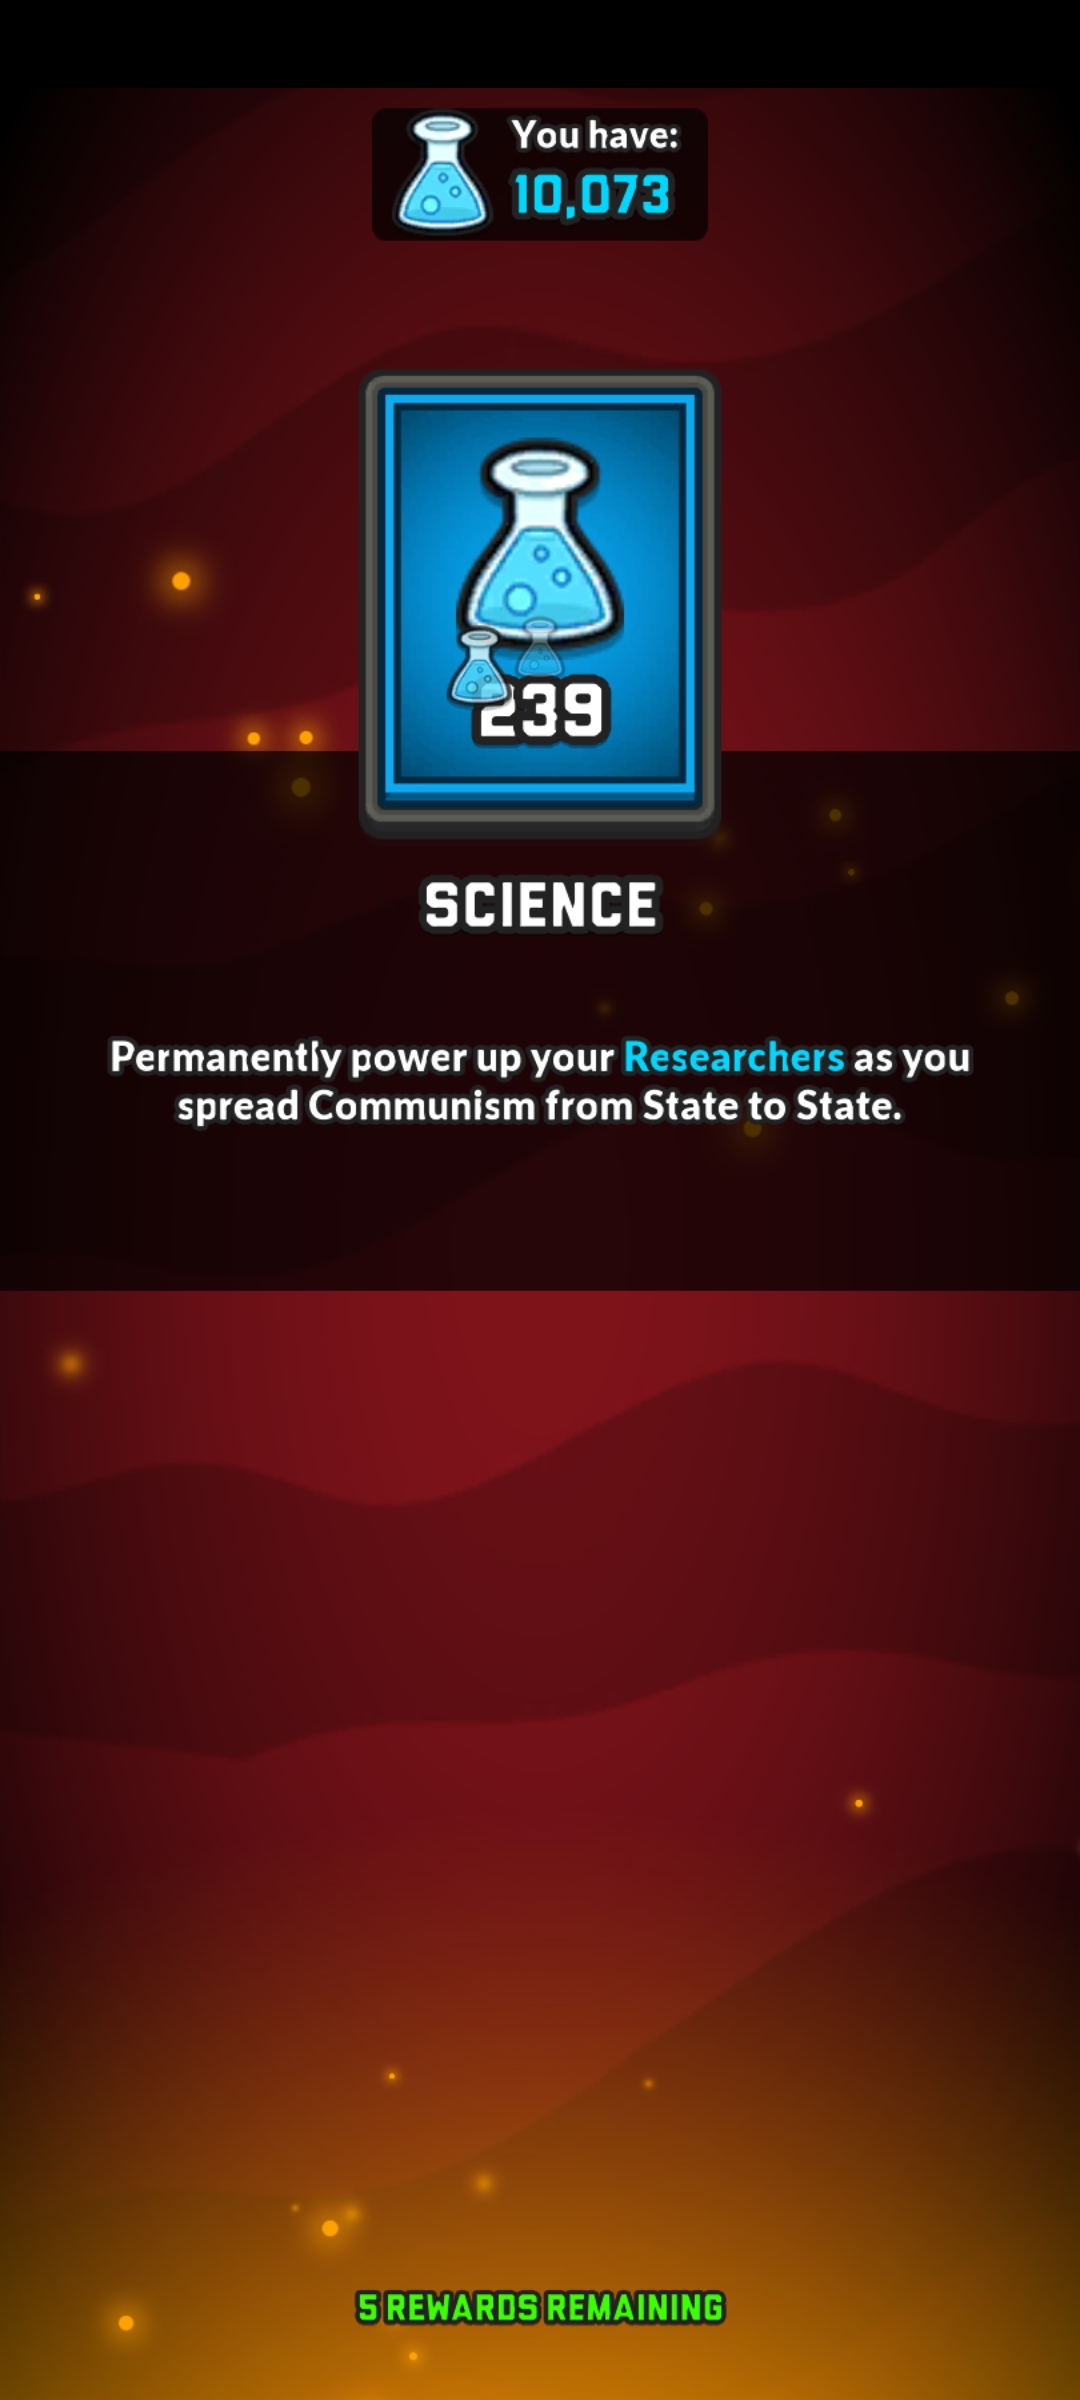 You have:
10,073
239
SCIENCE
Permanently power up your Researchers as you
spread Communism from State to State.
5 REWARDS REMAINING